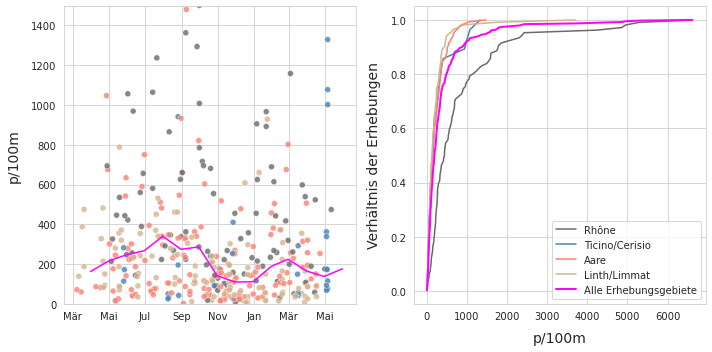 1400
1200
1000
800
600
400
200
0
p/100m
Mär Mai Jul Sep Nov Jan Mär Mai
1.0
0.8
0.6
0.4
0.2
0.0
Verhältnis der Erhebungen
0 1000 2000 3000 4000 5000 6000
p/100m
Rhône
Ticino/Cerisio
Aare
Linth/Limmat
Alle Erhebungsgebiete